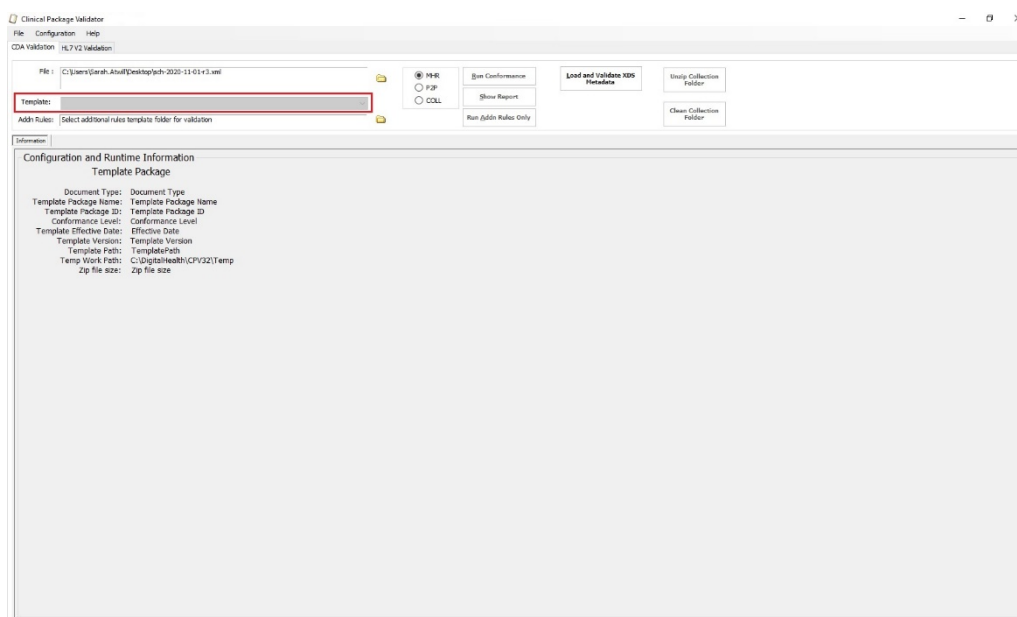 Clinical Package Validator
File Configuration Help
CDA Validation HL7 V2 Validation
File : C:\Users\Sarah.Atwill\Desktop\sch-2020-11-01-r3.xml
MHR
P2P
COLL
Run Conformance
Show Report
Run Addn Rules Only
Load and Validate XDS
Metadata
Unzip Collection
Folder
Clean Collection
Folder
Template:
Addn Rules: Select additional rules template folder for validation
Information
Configuration and Runtime Information
Template Package
Document Type: Document Type
Template Package Name: Template Package Name
Template Package ID: Template Package ID
Conformance Level: Conformance Level
Template Effective Date: Effective Date
Template Version: Template Version
Template Path: TemplatePath
Temp Work Path: C:\DigitalHealth\CPV32\Temp
Zip file size: Zip file size